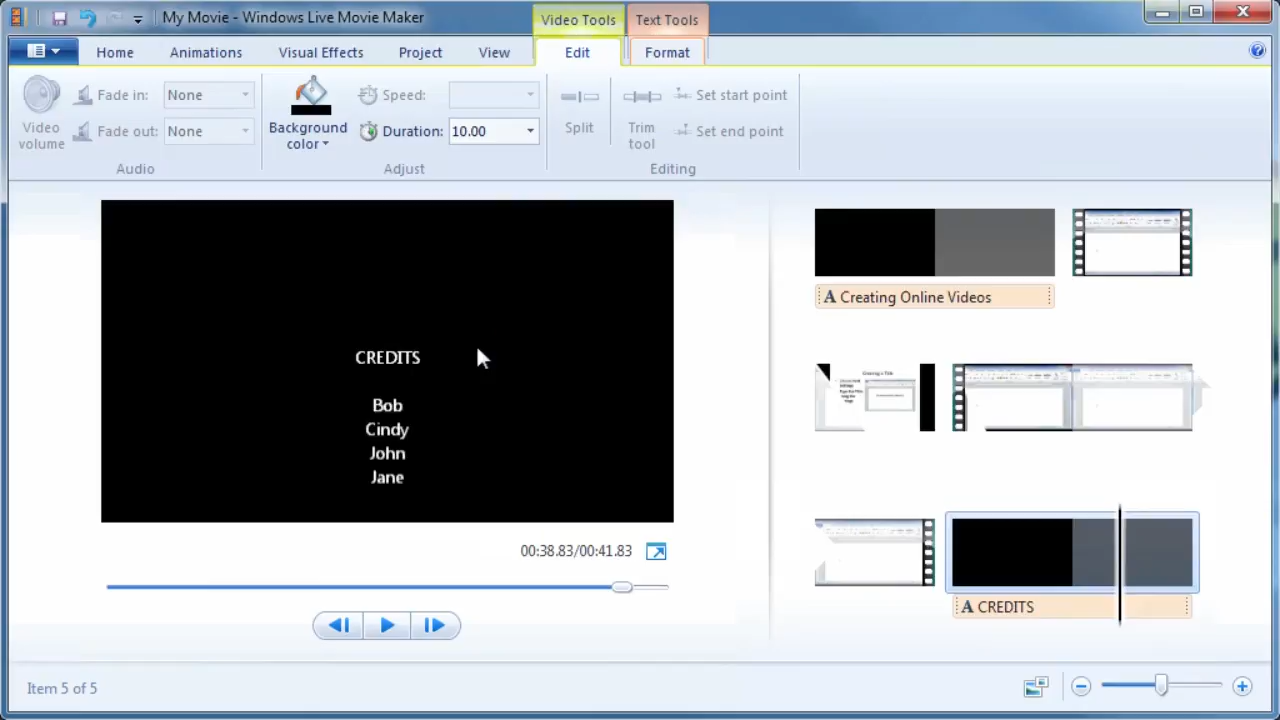 My Movie - Windows Live Movie Maker
Video Tools
Text Tools
Home
Animations
Visual Effects
Project
View
Edit
Format
Video volume
Fade in: None
Fade out: None
Audio
Background color
Speed:
Duration: 10.00
Adjust
Split
Trim tool
Set start point
Set end point
Editing
CREDITS
Bob
Cindy
John
Jane
00:38.83/00:41.83
A Creating Online Videos
Creating a Title
A CREDITS
Item 5 of 5